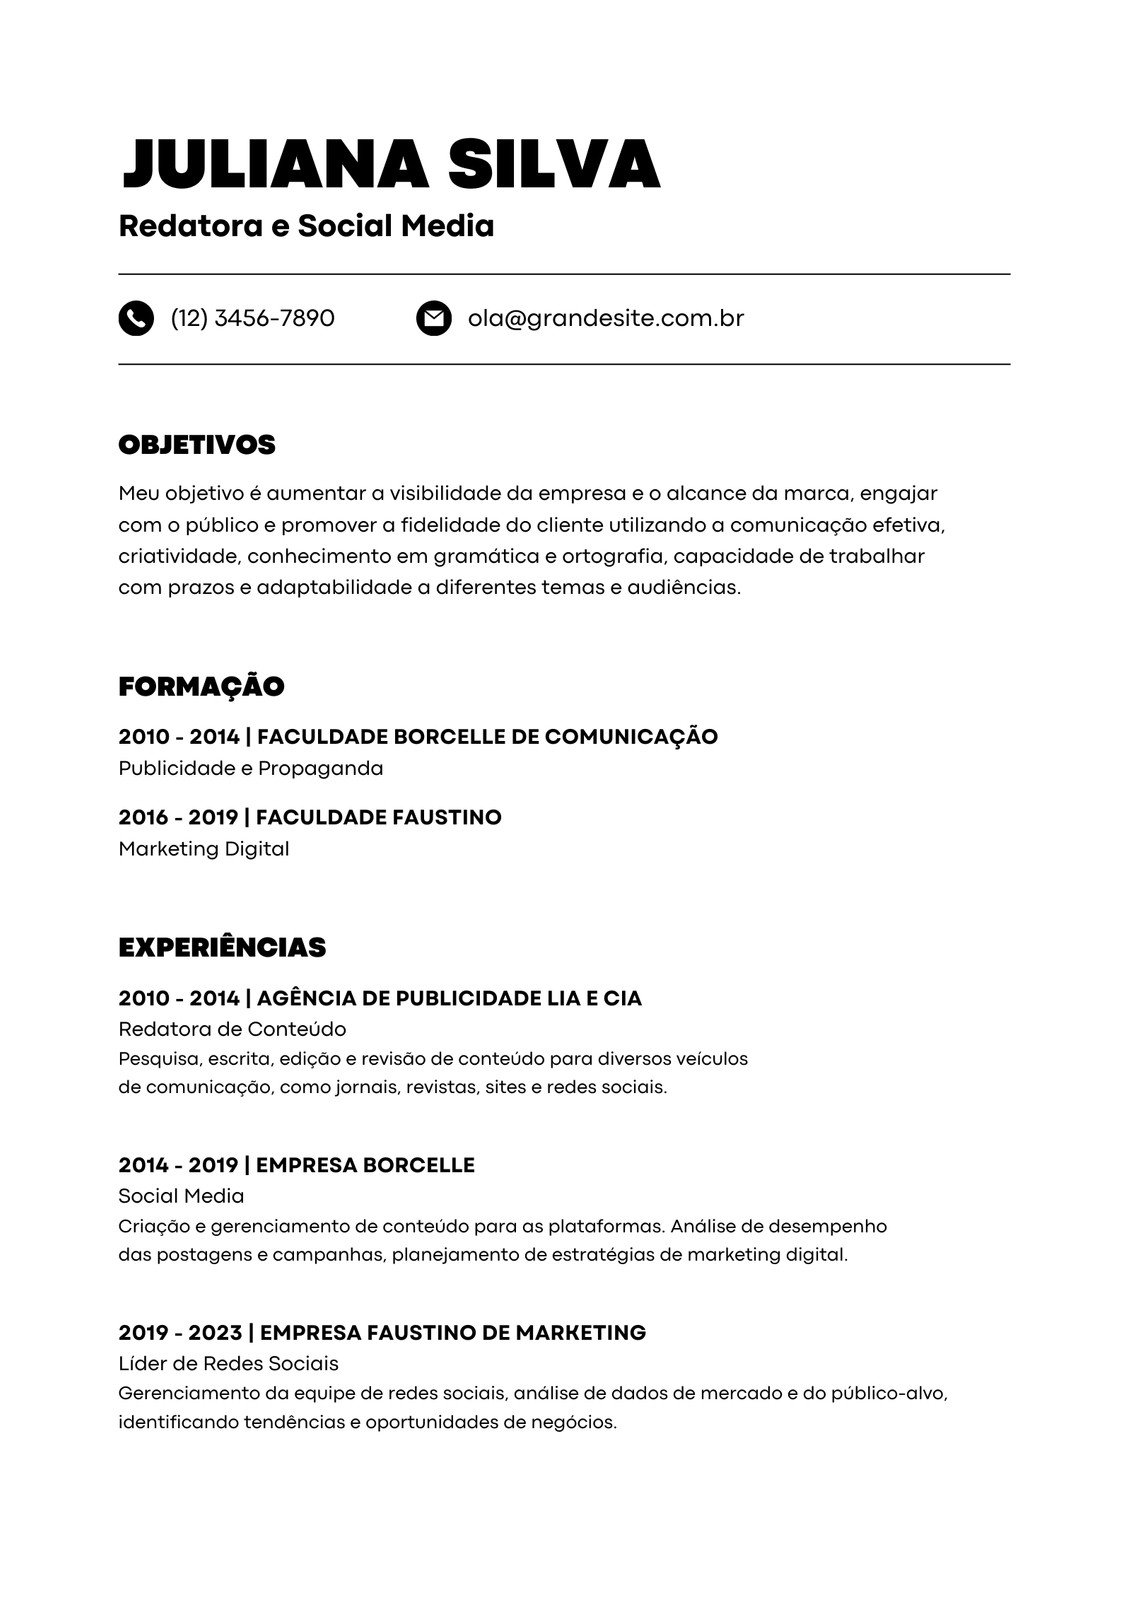 JULIANA SILVA
Redatora e Social Media
(12) 3456-7890
ola@grandesite.com.br
OBJETIVOS
Meu objetivo é aumentar a visibilidade da empresa e o alcance da marca, engajar
com o público e promover a fidelidade do cliente utilizando a comunicação efetiva,
criatividade, conhecimento em gramática e ortografia, capacidade de trabalhar
com prazos e adaptabilidade a diferentes temas e audiências.
FORMAÇÃO
2010 - 2014 | FACULDADE BORCELLE DE COMUNICAÇÃO
Publicidade e Propaganda
2016 - 2019 | FACULDADE FAUSTINO
Marketing Digital
EXPERIÊNCIAS
2010 - 2014 | AGÊNCIA DE PUBLICIDADE LIA E CIA
Redatora de Conteúdo
Pesquisa, escrita, edição e revisão de conteúdo para diversos veículos
de comunicação, como jornais, revistas, sites e redes sociais.
2014 - 2019 | EMPRESA BORCELLE
Social Media
Criação e gerenciamento de conteúdo para as plataformas. Análise de desempenho
das postagens e campanhas, planejamento de estratégias de marketing digital.
2019 - 2023 | EMPRESA FAUSTINO DE MARKETING
Líder de Redes Sociais
Gerenciamento da equipe de redes sociais, análise de dados de mercado e do público-alvo,
identificando tendências e oportunidades de negócios.